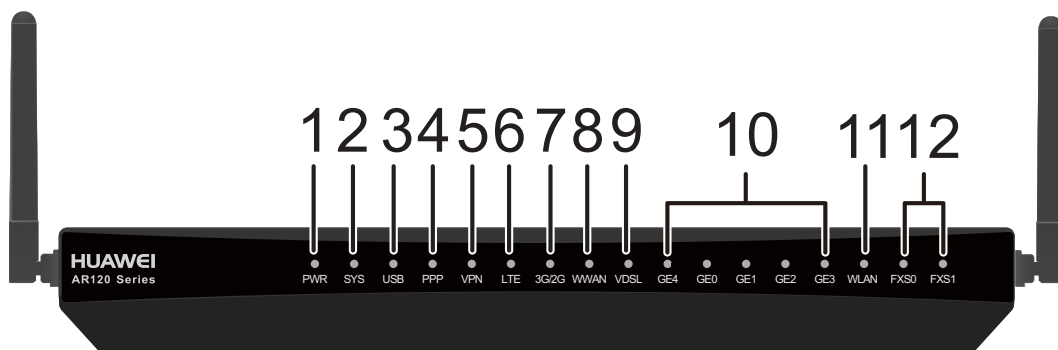 1 2 3 4 5 6 7 8 9 10 11 12
HUAWEI
AR120 Series
PWR SYS USB PPP VPN LTE 3G/2G WWAN VDSL GE4 GE0 GE1 GE2 GE3 WLAN FXS0 FXS1